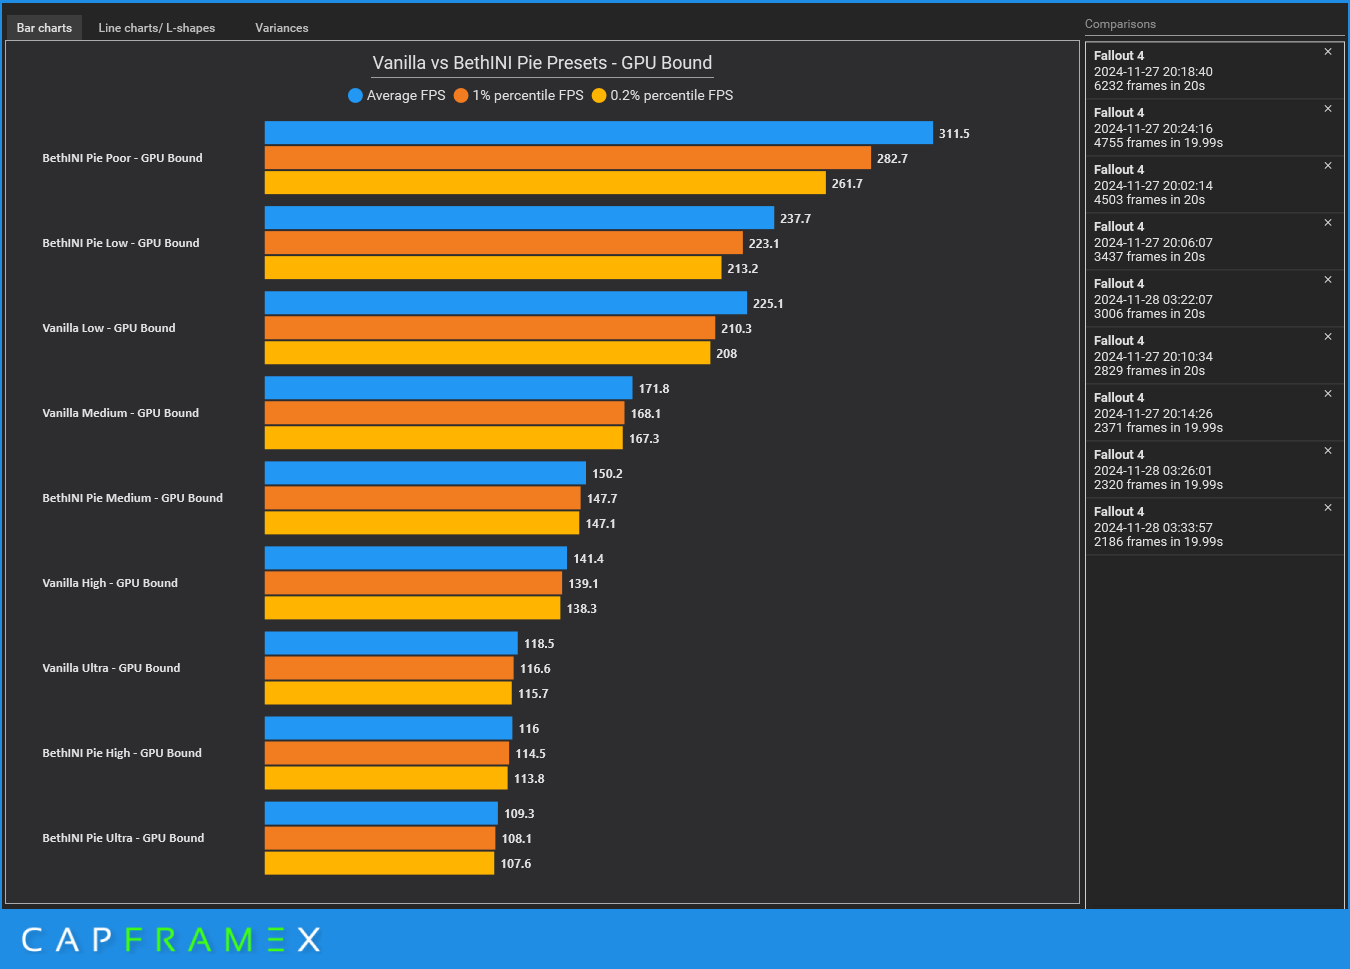 Bar charts Line charts/ L-shapes Variances
Vanilla vs BethINI Pie Presets - GPU Bound
Average FPS 1% percentile FPS 0.2% percentile FPS
311.5
BethINI Pie Poor - GPU Bound 282.7
261.7
237.7
BethINI Pie Low - GPU Bound 223.1
213.2
225.1
Vanilla Low - GPU Bound 210.3
208
171.8
Vanilla Medium - GPU Bound 168.1
167.3
150.2
BethINI Pie Medium - GPU Bound 147.7
147.1
141.4
Vanilla High - GPU Bound 139.1
138.3
118.5
Vanilla Ultra - GPU Bound 116.6
115.7
116
BethINI Pie High - GPU Bound 114.5
113.8
109.3
BethINI Pie Ultra - GPU Bound 108.1
107.6
Comparisons
Fallout 4 ×
2024-11-27 20:18:40
6232 frames in 20s
Fallout 4 ×
2024-11-27 20:24:16
4755 frames in 19.99s
Fallout 4 ×
2024-11-27 20:02:14
4503 frames in 20s
Fallout 4 ×
2024-11-27 20:06:07
3437 frames in 20s
Fallout 4 ×
2024-11-28 03:22:07
3006 frames in 20s
Fallout 4 ×
2024-11-27 20:10:34
2829 frames in 20s
Fallout 4 ×
2024-11-27 20:14:26
2371 frames in 19.99s
Fallout 4 ×
2024-11-28 03:26:01
2320 frames in 19.99s
Fallout 4 ×
2024-11-28 03:33:57
2186 frames in 19.99s
CAPFRAMEX